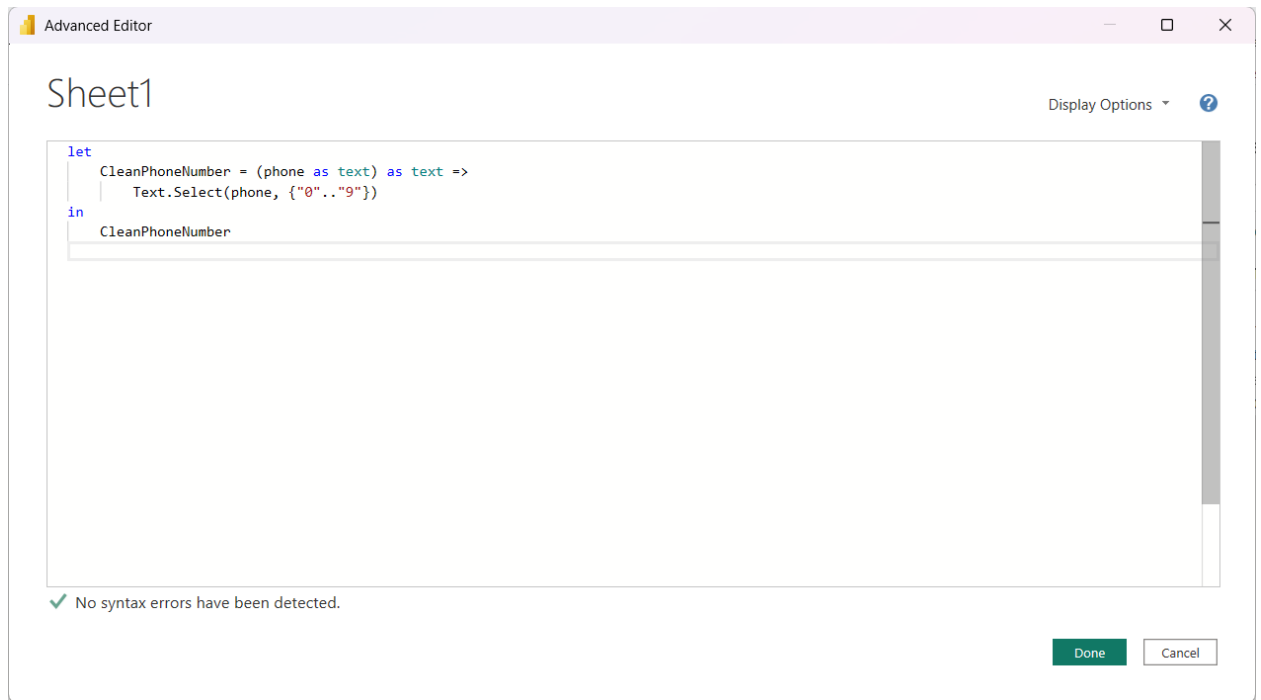 Advanced Editor
Sheet1
Display Options
let
    CleanPhoneNumber = (phone as text) as text =>
        Text.Select(phone, {"0".."9"})
in
    CleanPhoneNumber
No syntax errors have been detected.
Done
Cancel